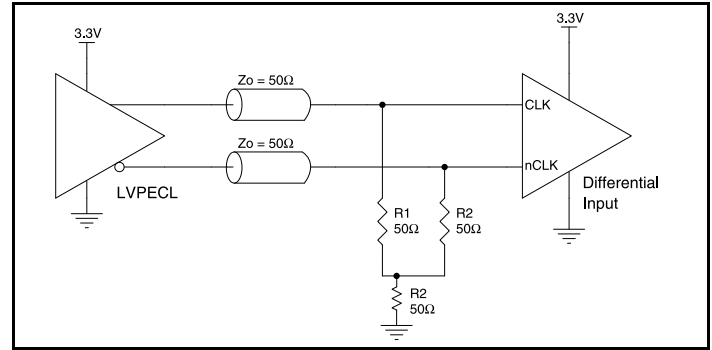 3.3V
3.3V
Zo = 50Ω
CLK
Zo = 50Ω
nCLK
LVPECL
Differential
Input
R1
50Ω
R2
50Ω
R2
50Ω